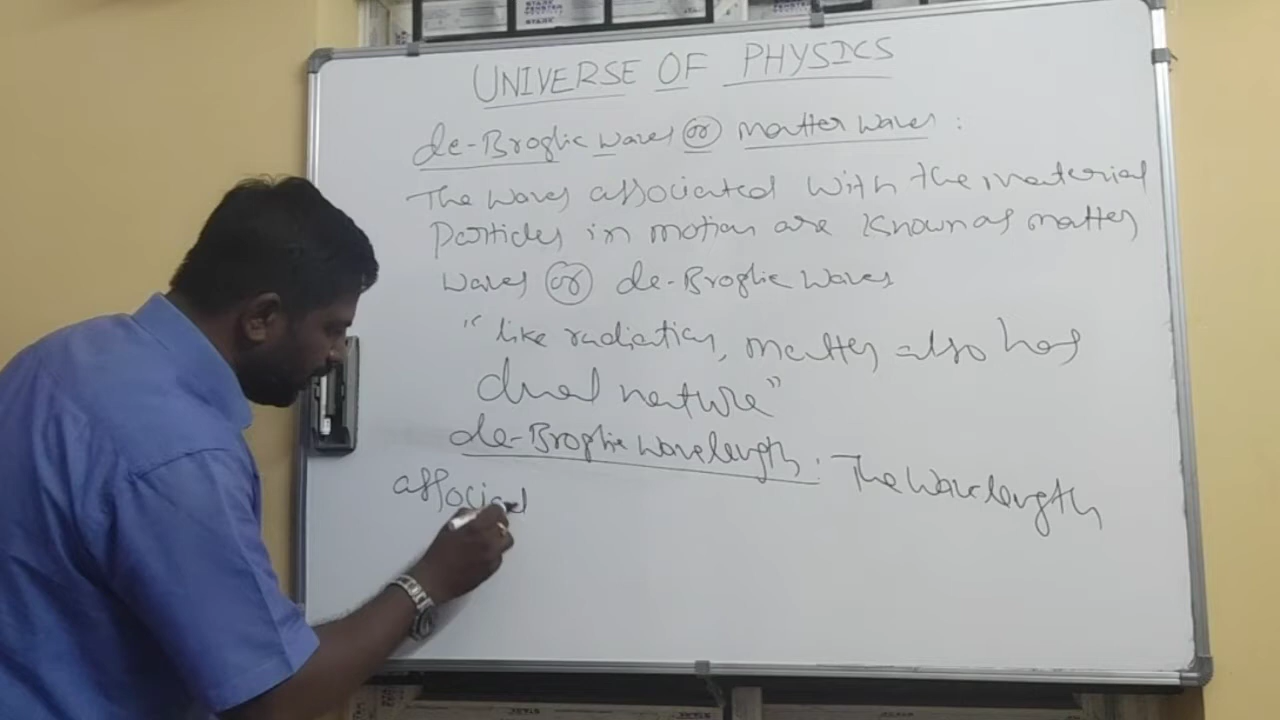 UNIVERSE OF PHYSICS
de-Broglie waves or matter waves :
The waves associated with the material
Particles in motion are known as matter
waves or de-Broglie waves
"like radiation, matter also has
dual nature"
de-Broglie wavelength : The wavelength
associated